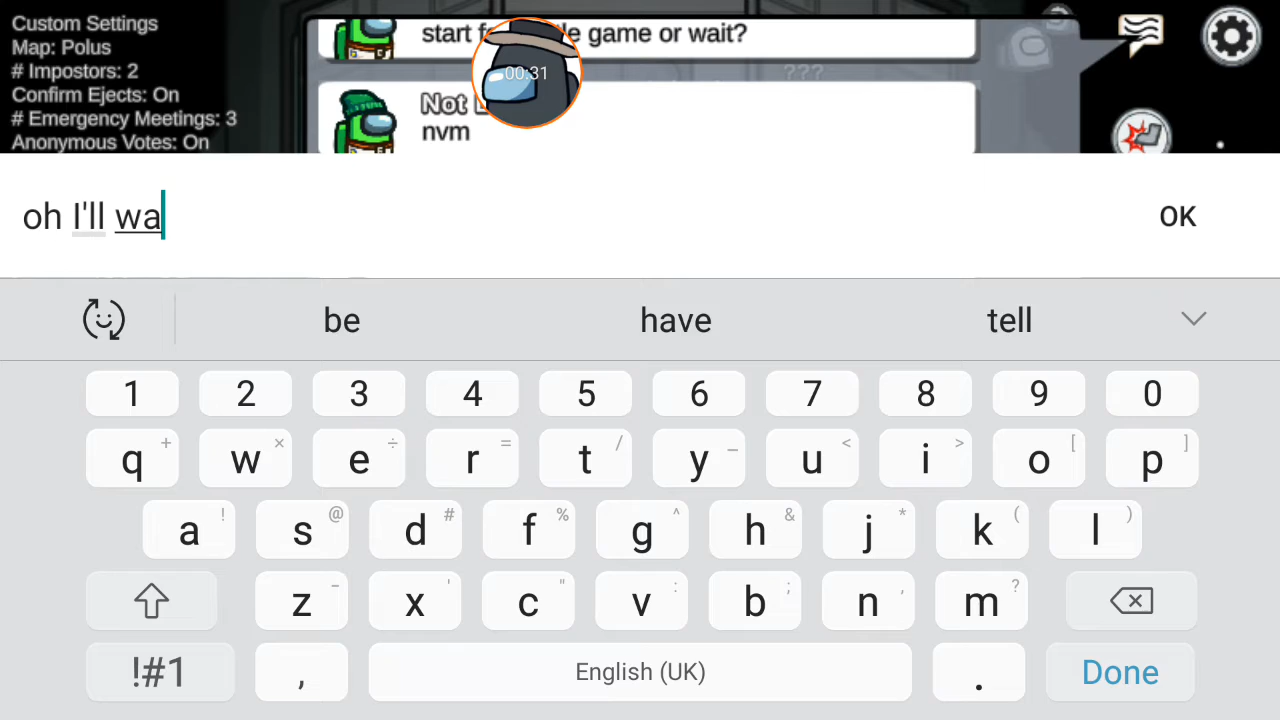 Custom Settings
Map: Polus
# Impostors: 2
Confirm Ejects: On
# Emergency Meetings: 3
Anonymous Votes: On
start game or wait?
00:31
???
Not
nvm
oh I'll wa
OK
be have tell
1 2 3 4 5 6 7 8 9 0
q + w × e ÷ r = t / y _ u < i > o [ p ]
a ! s @ d # f % g ^ h & j * k ( l )
z - x ' c " v : b ; n , m ?
!#1 , English (UK) . Done